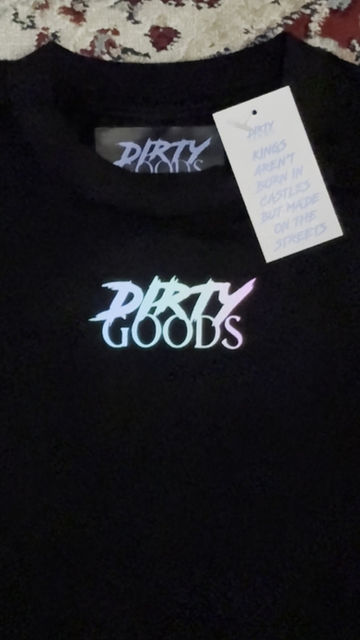 DIRTY
GOODS
DIRTY
KINGS
AREN'T
BORN IN
CASTLES
BUT MADE
ON THE
STREETS
DIRTY
GOODS